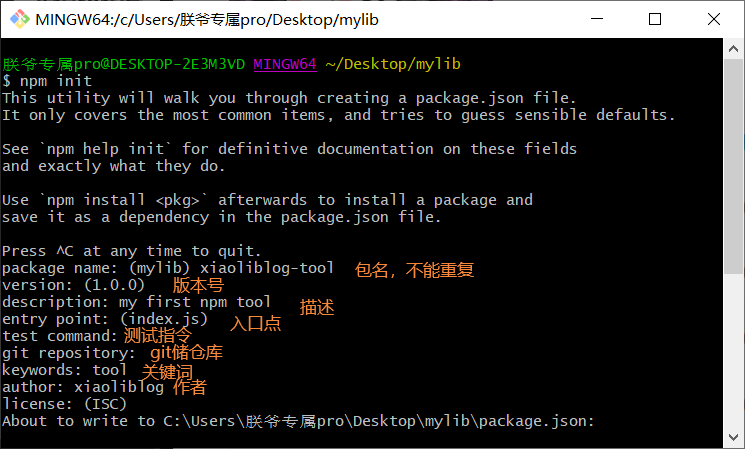 MINGW64:/c/Users/朕爷专属pro/Desktop/mylib
朕爷专属pro@DESKTOP-2E3M3VD MINGW64 ~/Desktop/mylib
$ npm init
This utility will walk you through creating a package.json file.
It only covers the most common items, and tries to guess sensible defaults.
See `npm help init` for definitive documentation on these fields
and exactly what they do.
Use `npm install <pkg>` afterwards to install a package and
save it as a dependency in the package.json file.
Press ^C at any time to quit.
package name: (mylib) xiaoliblog-tool 包名，不能重复
version: (1.0.0) 版本号
description: my first npm tool 描述
entry point: (index.js) 入口点
test command: 测试指令
git repository: git储仓库
keywords: tool 关键词
author: xiaoliblog 作者
license: (ISC)
About to write to C:\Users\朕爷专属pro\Desktop\mylib\package.json: